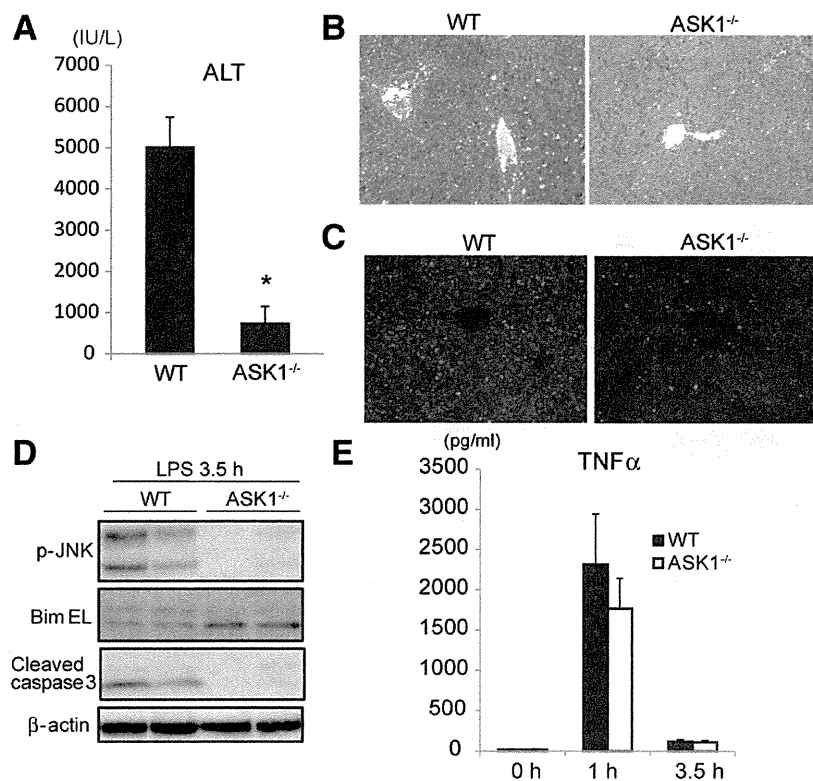 A
(IU/L)
ALT
7000
6000
5000
4000
3000
2000
1000
0
*
WT
ASK1-/-
B
WT
ASK1-/-
C
WT
ASK1-/-
D
LPS 3.5 h
WT
ASK1-/-
p-JNK
Bim EL
Cleaved
caspase 3
β-actin
E
(pg/ml)
TNFα
3500
3000
2500
2000
1500
1000
500
0
WT
ASK1-/-
0 h
1 h
3.5 h